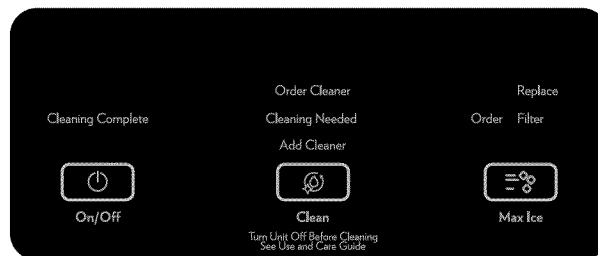 Order Cleaner
Replace
Cleaning Complete
Cleaning Needed
Order Filter
Add Cleaner
On/Off
Clean
Max Ice
Turn Unit Off Before Cleaning
See Use and Care Guide